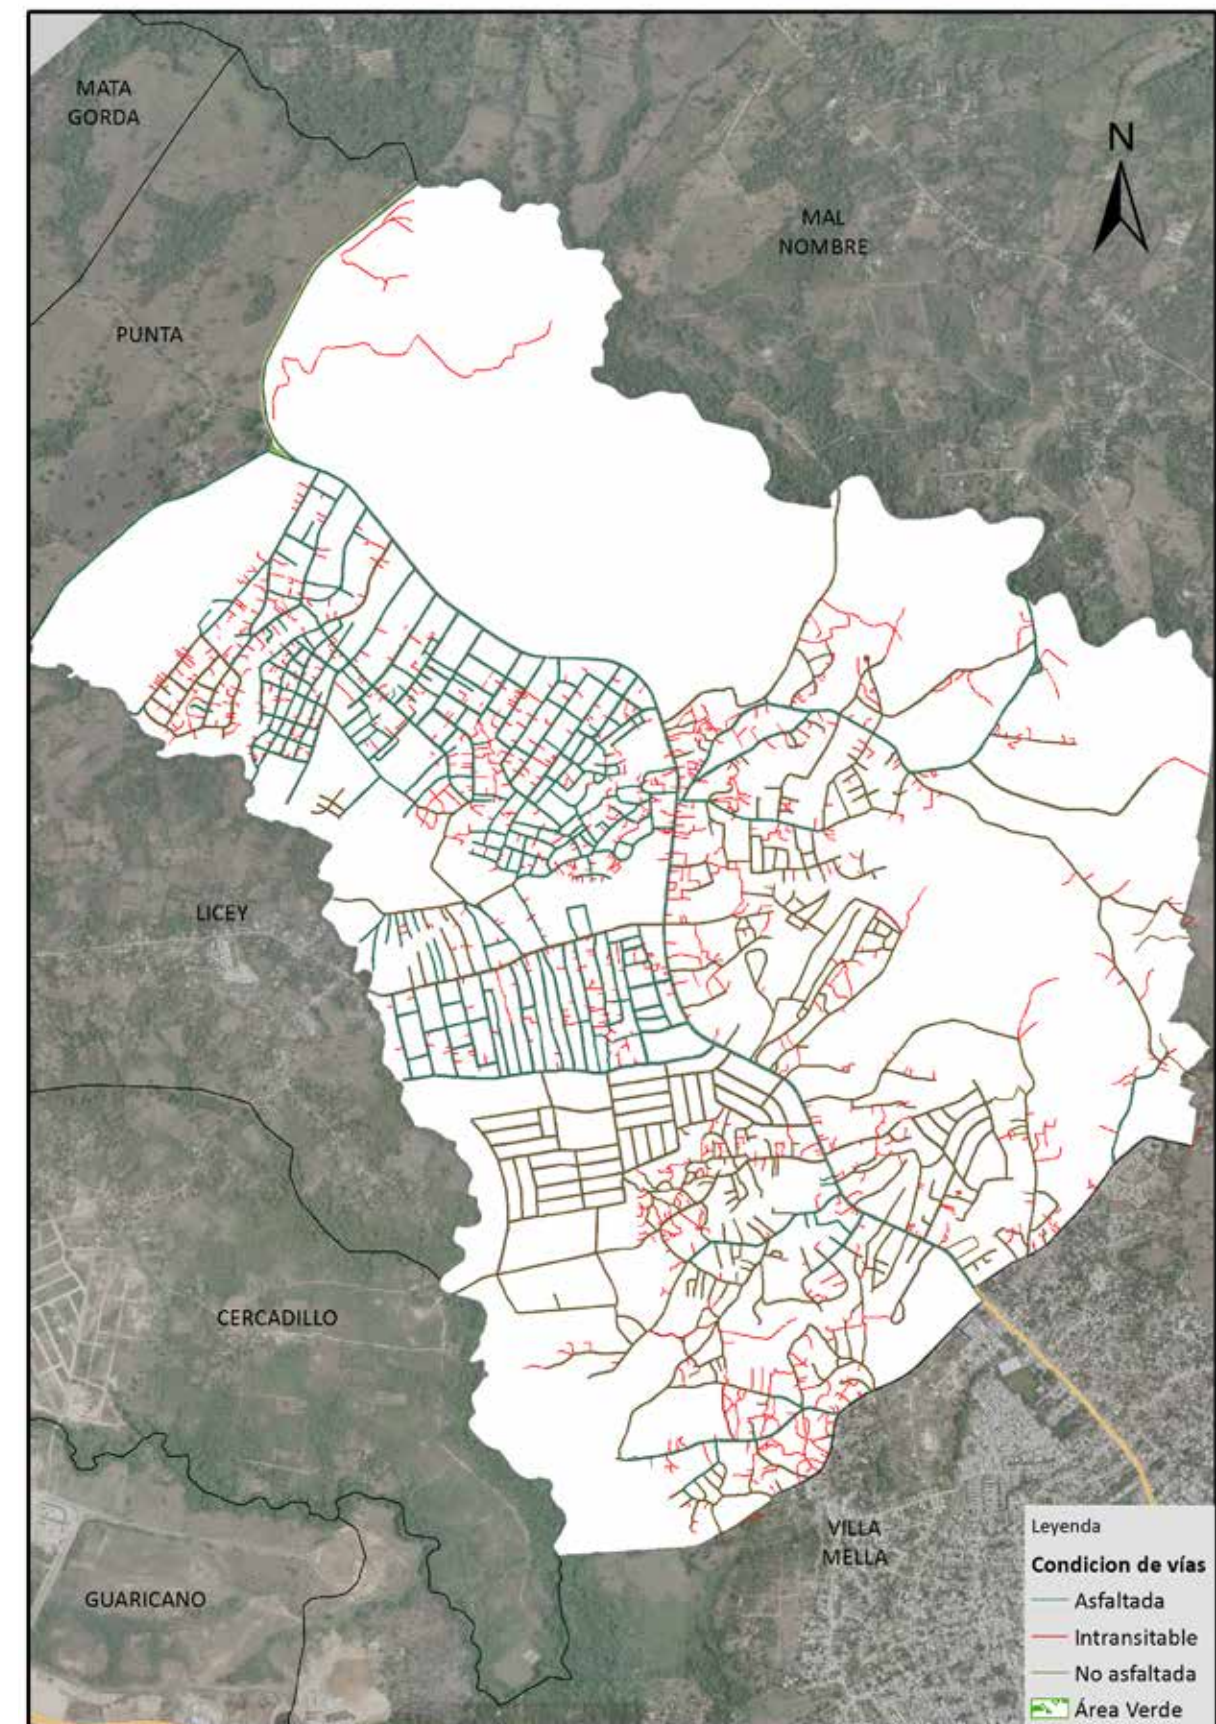 MATA
GORDA
N
MAL
NOMBRE
PUNTA
LICEY
CERCADILLO
VILLA
MELLA
GUARICANO
Leyenda
Condicion de vías
Asfaltada
Intransitable
No asfaltada
Área Verde